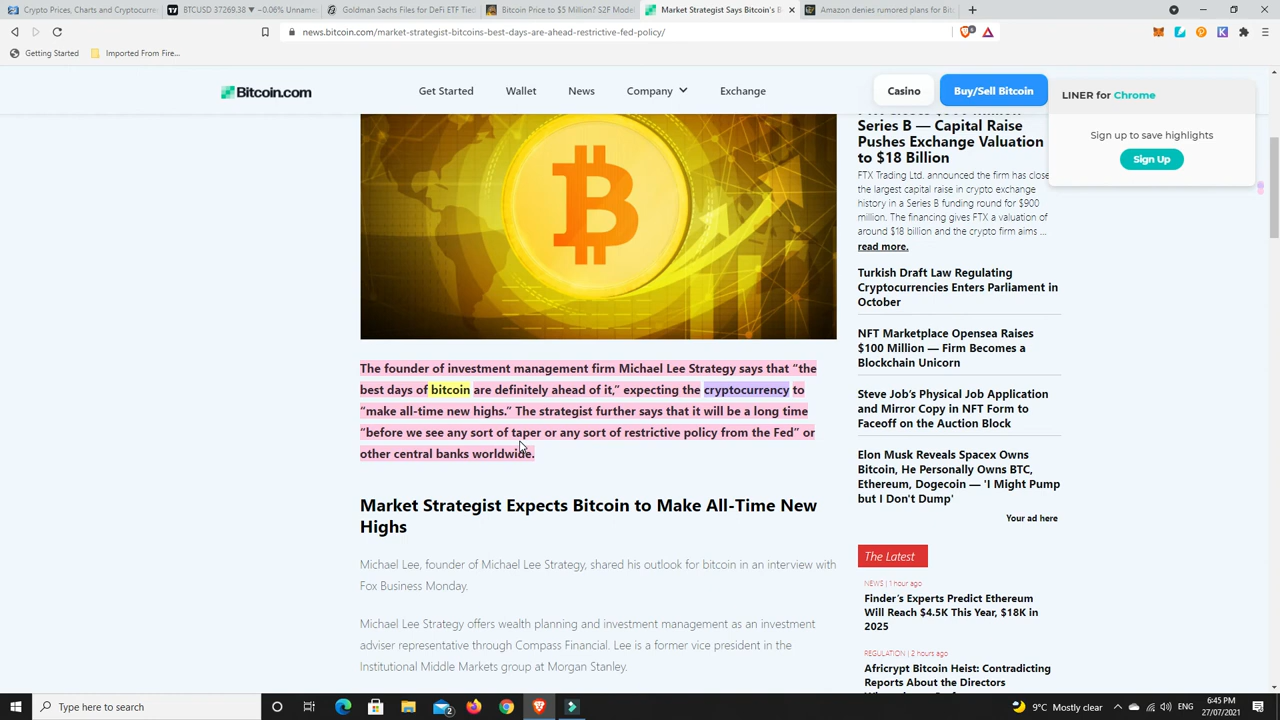 Crypto Prices, Charts and Cryptocurr
BTCUSD 37269.38 ▼ −0.06% Unname
Goldman Sachs Files for DeFi ETF Tied
Bitcoin Price to $5 Million? S2F Mode
Market Strategist Says Bitcoin's B
Amazon denies rumored plans for Bit
news.bitcoin.com/market-strategist-bitcoins-best-days-are-ahead-restrictive-fed-policy/
Getting Started
Imported From Fire...
Bitcoin.com
Get Started
Wallet
News
Company
Exchange
Casino
Buy/Sell Bitcoin
LINER for Chrome
Sign up to save highlights
Sign Up
Series B — Capital Raise
Pushes Exchange Valuation
to $18 Billion
FTX Trading Ltd. announced the firm has close
the largest capital raise in crypto exchange
history in a Series B funding round for $900
million. The financing gives FTX a valuation of
around $18 billion and the crypto firm aims ...
read more.
Turkish Draft Law Regulating
Cryptocurrencies Enters Parliament in
October
NFT Marketplace Opensea Raises
$100 Million — Firm Becomes a
Blockchain Unicorn
Steve Job's Physical Job Application
and Mirror Copy in NFT Form to
Faceoff on the Auction Block
Elon Musk Reveals Spacex Owns
Bitcoin, He Personally Owns BTC,
Ethereum, Dogecoin — 'I Might Pump
but I Don't Dump'
Your ad here
The Latest
NEWS | 1 hour ago
Finder's Experts Predict Ethereum
Will Reach $4.5K This Year, $18K in
2025
REGULATION | 2 hours ago
Africrypt Bitcoin Heist: Contradicting
Reports About the Directors
The founder of investment management firm Michael Lee Strategy says that “the
best days of bitcoin are definitely ahead of it,” expecting the cryptocurrency to
“make all-time new highs.” The strategist further says that it will be a long time
“before we see any sort of taper or any sort of restrictive policy from the Fed” or
other central banks worldwide.
Market Strategist Expects Bitcoin to Make All-Time New
Highs
Michael Lee, founder of Michael Lee Strategy, shared his outlook for bitcoin in an interview with
Fox Business Monday.
Michael Lee Strategy offers wealth planning and investment management as an investment
adviser representative through Compass Financial. Lee is a former vice president in the
Institutional Middle Markets group at Morgan Stanley.
Type here to search
9°C Mostly clear
ENG
6:45 PM
27/07/2021